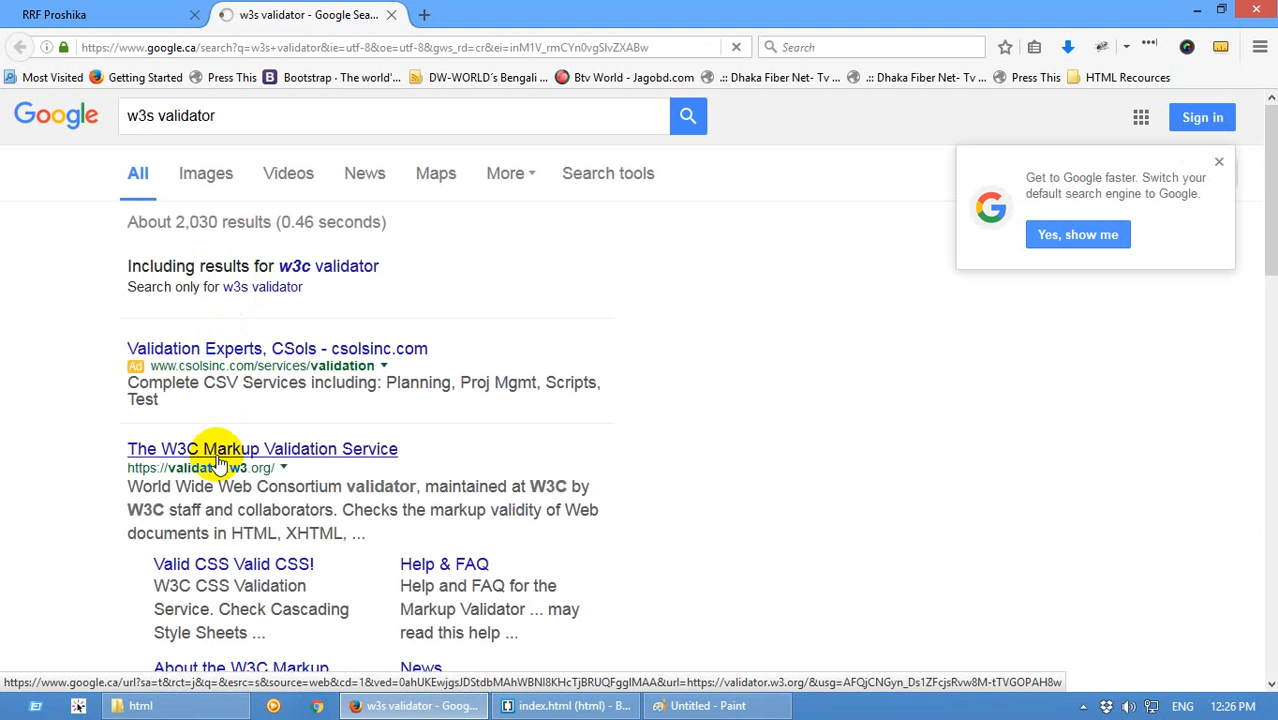 RRF Proshika
w3s validator - Google Sea...
https://www.google.ca/search?q=w3s+validator&ie=utf-8&oe=utf-8&gws_rd=cr&ei=inM1V_rmCYn0vgSlvZXABw
Search
Most Visited
Getting Started
Press This
Bootstrap · The world'...
DW-WORLD´s Bengali ...
Btv World - Jagobd.com
.:: Dhaka Fiber Net- Tv ...
.:: Dhaka Fiber Net- Tv ...
Press This
HTML Recources
Google
w3s validator
Sign in
All
Images
Videos
News
Maps
More
Search tools
Get to Google faster. Switch your
default search engine to Google.
Yes, show me
About 2,030 results (0.46 seconds)
Including results for w3c validator
Search only for w3s validator
Validation Experts, CSols - csolsinc.com
Ad www.csolsinc.com/services/validation
Complete CSV Services including: Planning, Proj Mgmt, Scripts,
Test
The W3C Markup Validation Service
https://validator.w3.org/
World Wide Web Consortium validator, maintained at W3C by
W3C staff and collaborators. Checks the markup validity of Web
documents in HTML, XHTML, ...
Valid CSS Valid CSS!
W3C CSS Validation
Service. Check Cascading
Style Sheets ...
Help & FAQ
Help and FAQ for the
Markup Validator ... may
read this help ...
About the W3C Markup
News
html
w3s validator - Goog...
index.html (html) - B...
Untitled - Paint
ENG
12:26 PM